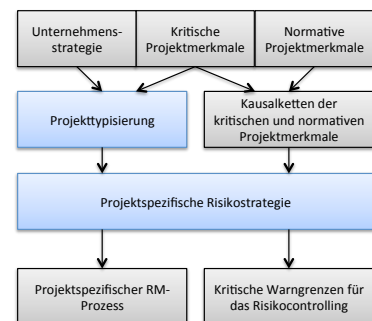 Unternehmens-
strategie
Kritische
Projektmerkmale
Normative
Projektmerkmale
Projekttypisierung
Kausalketten der
kritischen und normativen
Projektmerkmale
Projektspezifische Risikostrategie
Projektspezifischer RM-
Prozess
Kritische Warngrenzen für
das Risikocontrolling